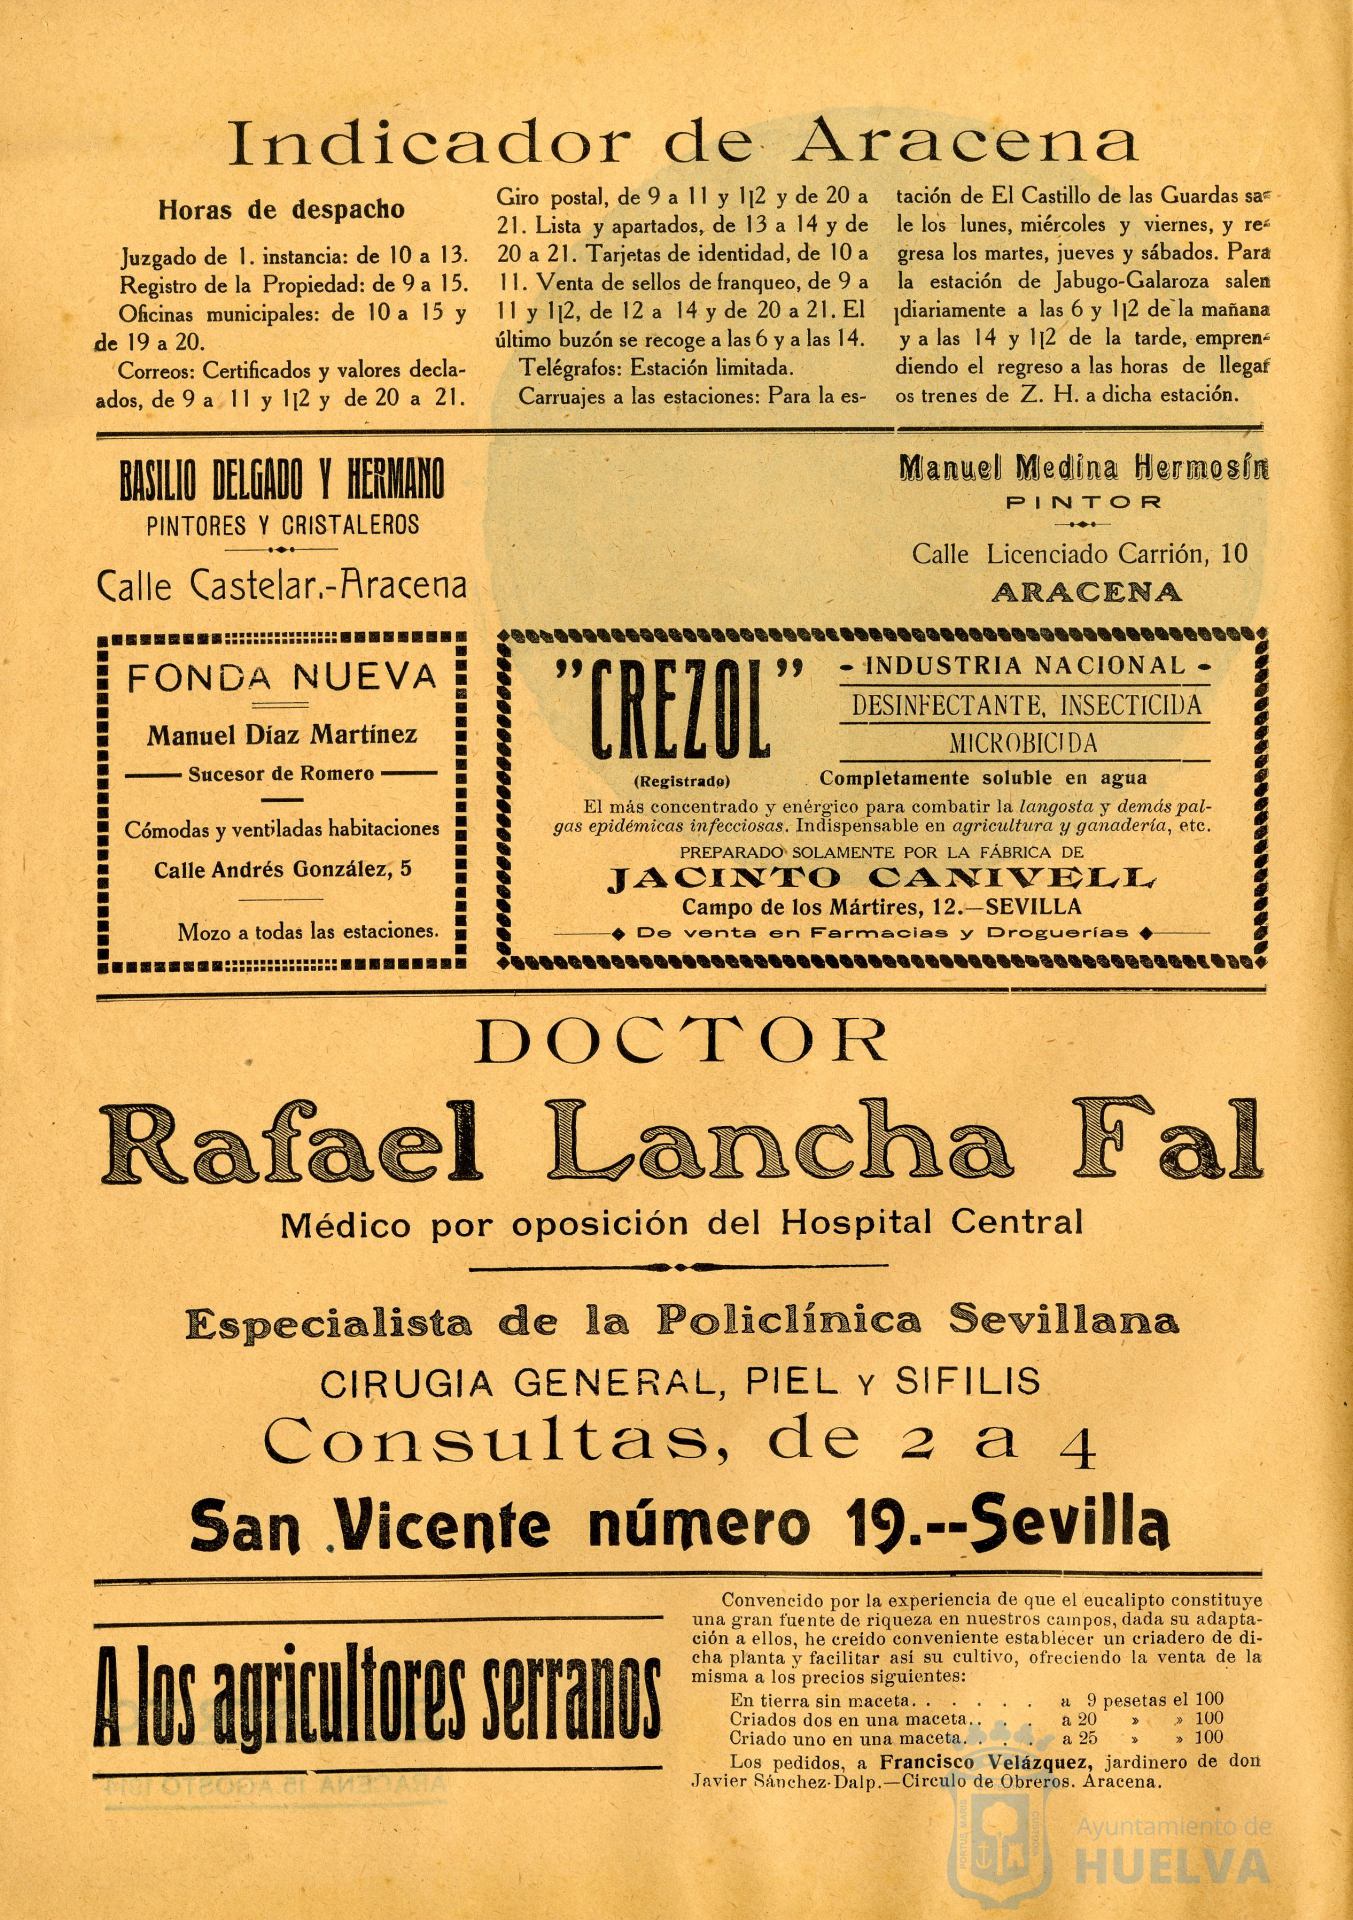 Indicador de Aracena
Horas de despacho
Juzgado de 1. instancia: de 10 a 13.
Registro de la Propiedad: de 9 a 15.
Oficinas municipales: de 10 a 15 y
de 19 a 20.
Correos: Certificados y valores decla-
ados, de 9 a 11 y 1|2 y de 20 a 21.
Giro postal, de 9 a 11 y 1|2 y de 20 a
21. Lista y apartados, de 13 a 14 y de
20 a 21. Tarjetas de identidad, de 10 a
11. Venta de sellos de franqueo, de 9 a
11 y 1|2, de 12 a 14 y de 20 a 21. El
último buzón se recoge a las 6 y a las 14.
Telégrafos: Estación limitada.
Carruajes a las estaciones: Para la es-
tación de El Castillo de las Guardas sa-
le los lunes, miércoles y viernes, y re-
gresa los martes, jueves y sábados. Para
la estación de Jabugo-Galaroza salen
diariamente a las 6 y 1|2 de la mañana
y a las 14 y 1|2 de la tarde, empren-
diendo el regreso a las horas de llegar
os trenes de Z. H. a dicha estación.
BASILIO DELGADO Y HERMANO
PINTORES Y CRISTALEROS
Calle Castelar.-Aracena
Manuel Medina Hermosín
PINTOR
Calle Licenciado Carrión, 10
ARACENA
FONDA NUEVA
Manuel Díaz Martínez
Sucesor de Romero
Cómodas y ventiladas habitaciones
Calle Andrés González, 5
Mozo a todas las estaciones.
"CREZOL"
(Registrado)
- INDUSTRIA NACIONAL -
DESINFECTANTE, INSECTICIDA
MICROBICIDA
Completamente soluble en agua
El más concentrado y enérgico para combatir la langosta y demás pal-
gas epidémicas infecciosas. Indispensable en agricultura y ganadería, etc.
PREPARADO SOLAMENTE POR LA FÁBRICA DE
JACINTO CANIVELL
Campo de los Mártires, 12.—SEVILLA
De venta en Farmacias y Droguerías
DOCTOR
Rafael Lancha Fal
Médico por oposición del Hospital Central
Especialista de la Policlínica Sevillana
CIRUGIA GENERAL, PIEL Y SIFILIS
Consultas, de 2 a 4
San Vicente número 19.--Sevilla
A los agricultores serranos
Convencido por la experiencia de que el eucalipto constituye
una gran fuente de riqueza en nuestros campos, dada su adapta-
ción a ellos, he creído conveniente establecer un criadero de di-
cha planta y facilitar así su cultivo, ofreciendo la venta de la
misma a los precios siguientes:
En tierra sin maceta. . . . . . a 9 pesetas el 100
Criados dos en una maceta. . . a 20 » » 100
Criado uno en una maceta. . . . a 25 » » 100
Los pedidos, a Francisco Velázquez, jardinero de don
Javier Sánchez-Dalp.—Círculo de Obreros. Aracena.
ARACENA 15 AGOSTO 1914
PORTUS MARIS
CUSTODIA
Ayuntamiento de
HUELVA